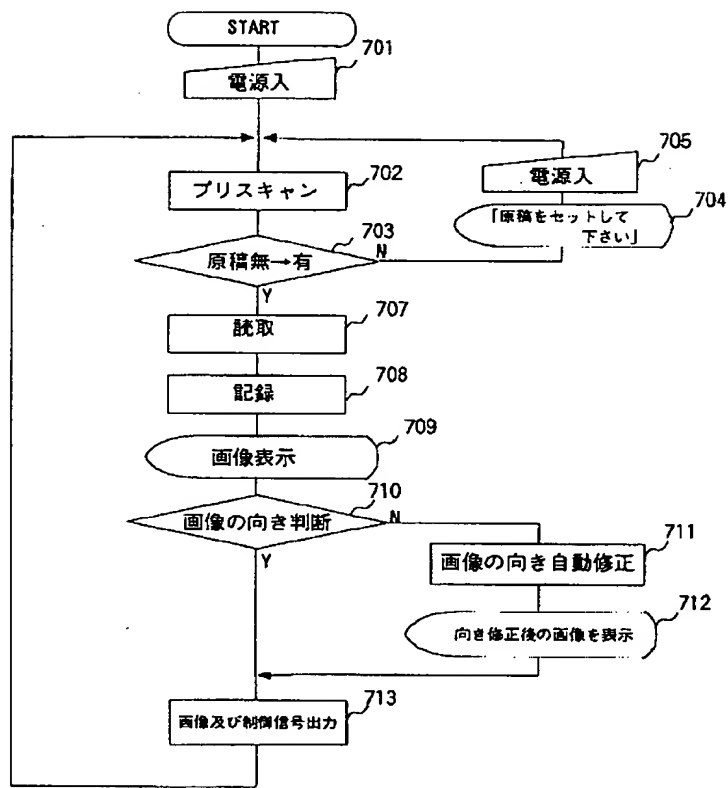 START
701
電源入
705
電源入
プリスキャン
702
704
「原稿をセットして
下さい」
703
原稿無→有
N
Y
読取
707
記録
708
709
画像表示
710
画像の向き判断
N
Y
711
画像の向き自動修正
712
向き修正後の画像を表示
713
画像及び制御信号出力